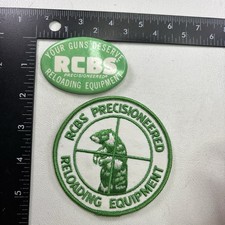 YOUR GUNS DESERVE
RCBS
PRECISIONEERED
RELOADING EQUIPMENT
RCBS PRECISIONEERED
RELOADING EQUIPMENT
1
2
3
4
5
1
2
3
4
5